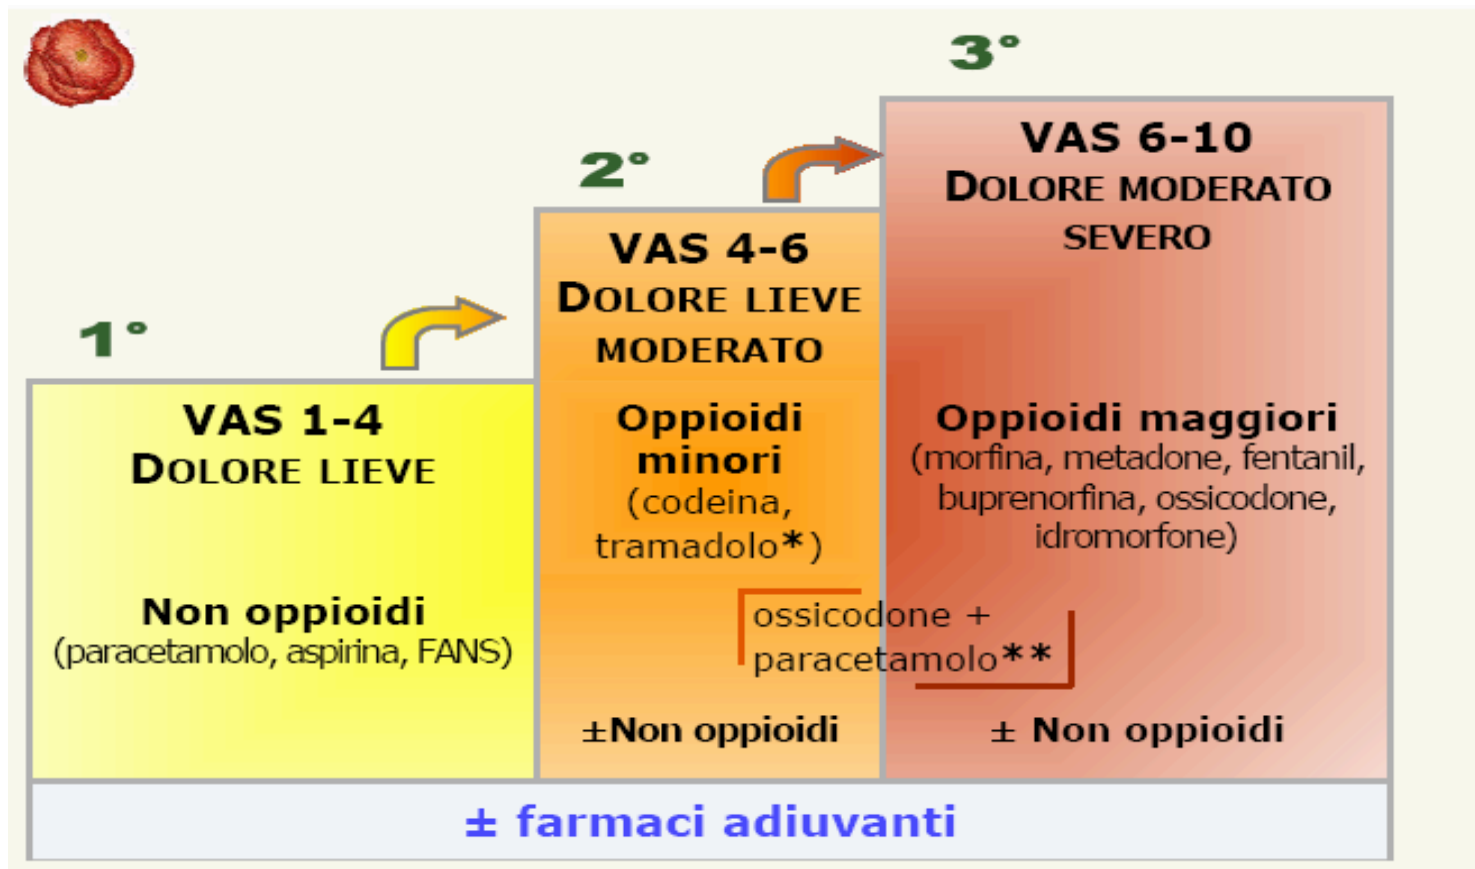 1°
VAS 1-4
DOLORE LIEVE
Non oppioidi
(paracetamolo, aspirina, FANS)
2°
VAS 4-6
DOLORE LIEVE
MODERATO
Oppioidi
minori
(codeina,
tramadolo*)
ossicodone +
paracetamolo**
±Non oppioidi
3°
VAS 6-10
DOLORE MODERATO
SEVERO
Oppioidi maggiori
(morfina, metadone, fentanil,
buprenorfina, ossicodone,
idromorfone)
± Non oppioidi
± farmaci adiuvanti